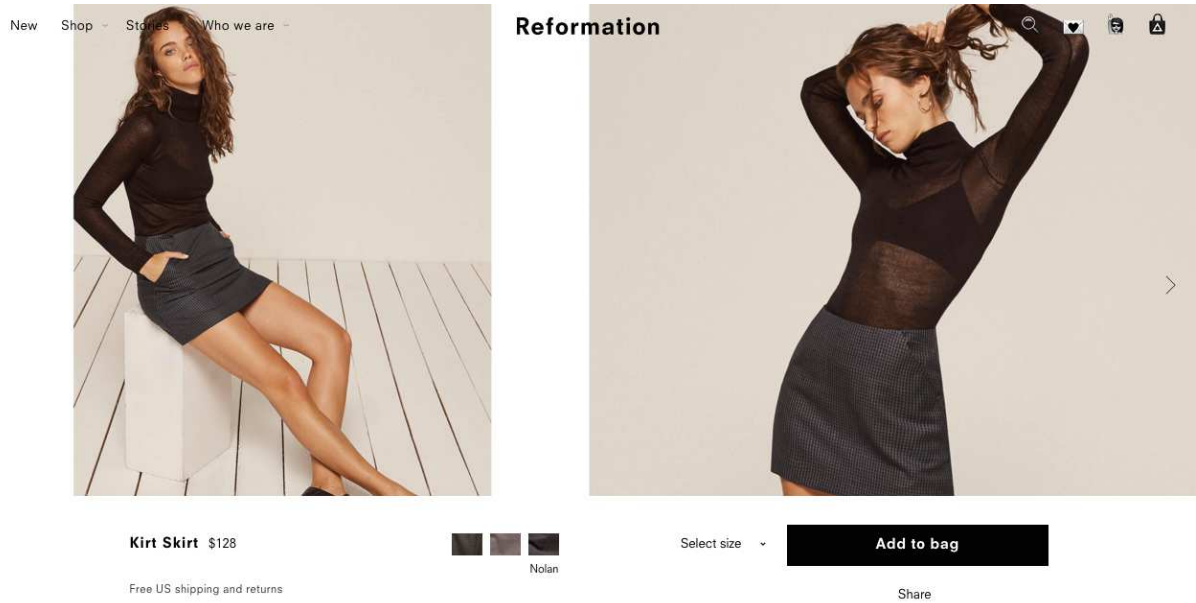 New Shop Stories Who we are Reformation
Kirt Skirt $128 Select size Add to bag
Nolan
Free US shipping and returns
Share